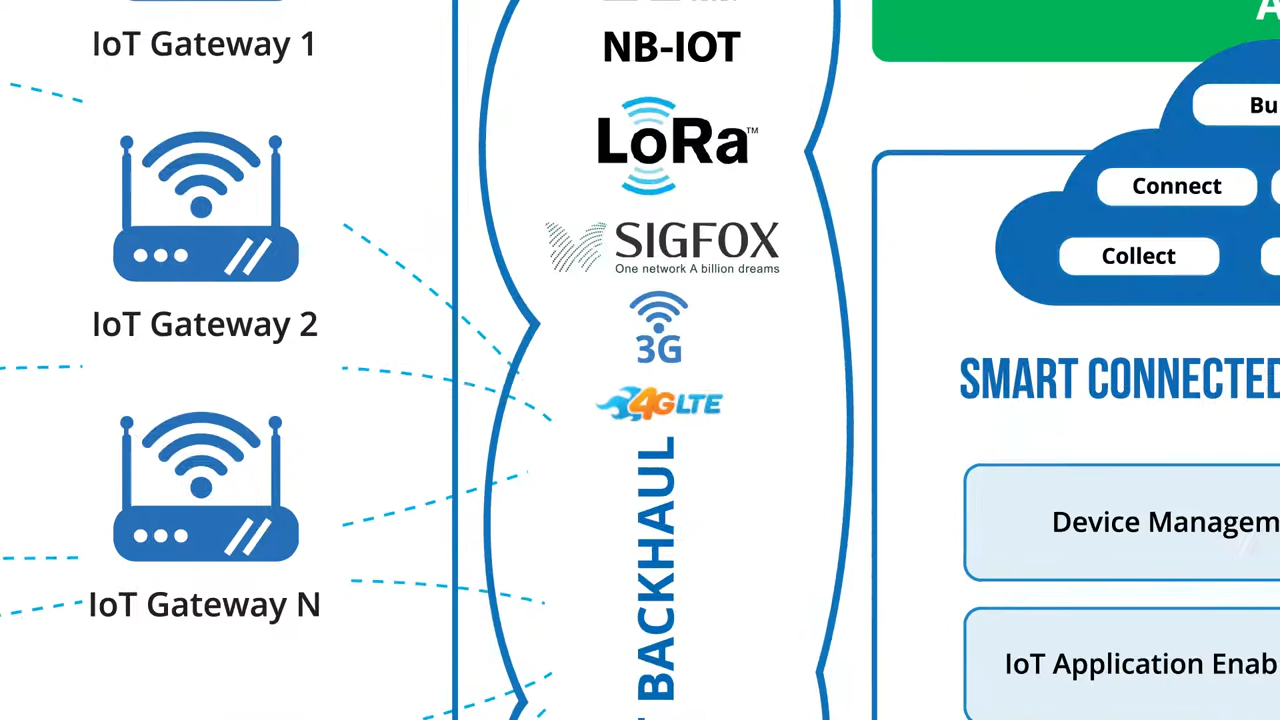 IoT Gateway 1
IoT Gateway 2
IoT Gateway N
NB-IOT
LoRa™
SIGFOX
One network A billion dreams
3G
4GLTE
BACKHAUL
A
Bu
Connect
Collect
SMART CONNECTED
Device Managem
IoT Application Enab